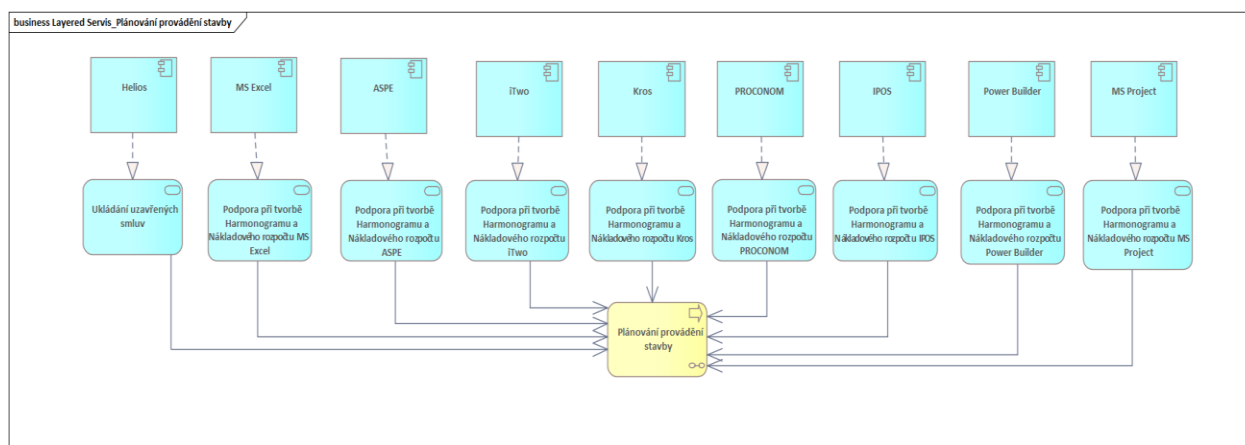 business Layered Servis_Plánování provádění stavby
Helios
MS Excel
ASPE
iTwo
Kros
PROCONOM
IPOS
Power Builder
MS Project
Ukládání uzavřených
smluv
Podpora při tvorbě
Harmonogramu a
Nákladového rozpočtu MS
Excel
Podpora při tvorbě
Harmonogramu a
Nákladového rozpočtu
ASPE
Podpora při tvorbě
Harmonogramu a
Nákladového rozpočtu
iTwo
Podpora při tvorbě
Harmonogramu a
Nákladového rozpočtu Kros
Podpora při tvorbě
Harmonogramu a
Nákladového rozpočtu
PROCONOM
Podpora při tvorbě
Harmonogramu a
Nákladového rozpočtu IPOS
Podpora při tvorbě
Harmonogramu a
Nákladového rozpočtu
Power Builder
Podpora při tvorbě
Harmonogramu a
Nákladového rozpočtu MS
Project
Plánování provádění
stavby